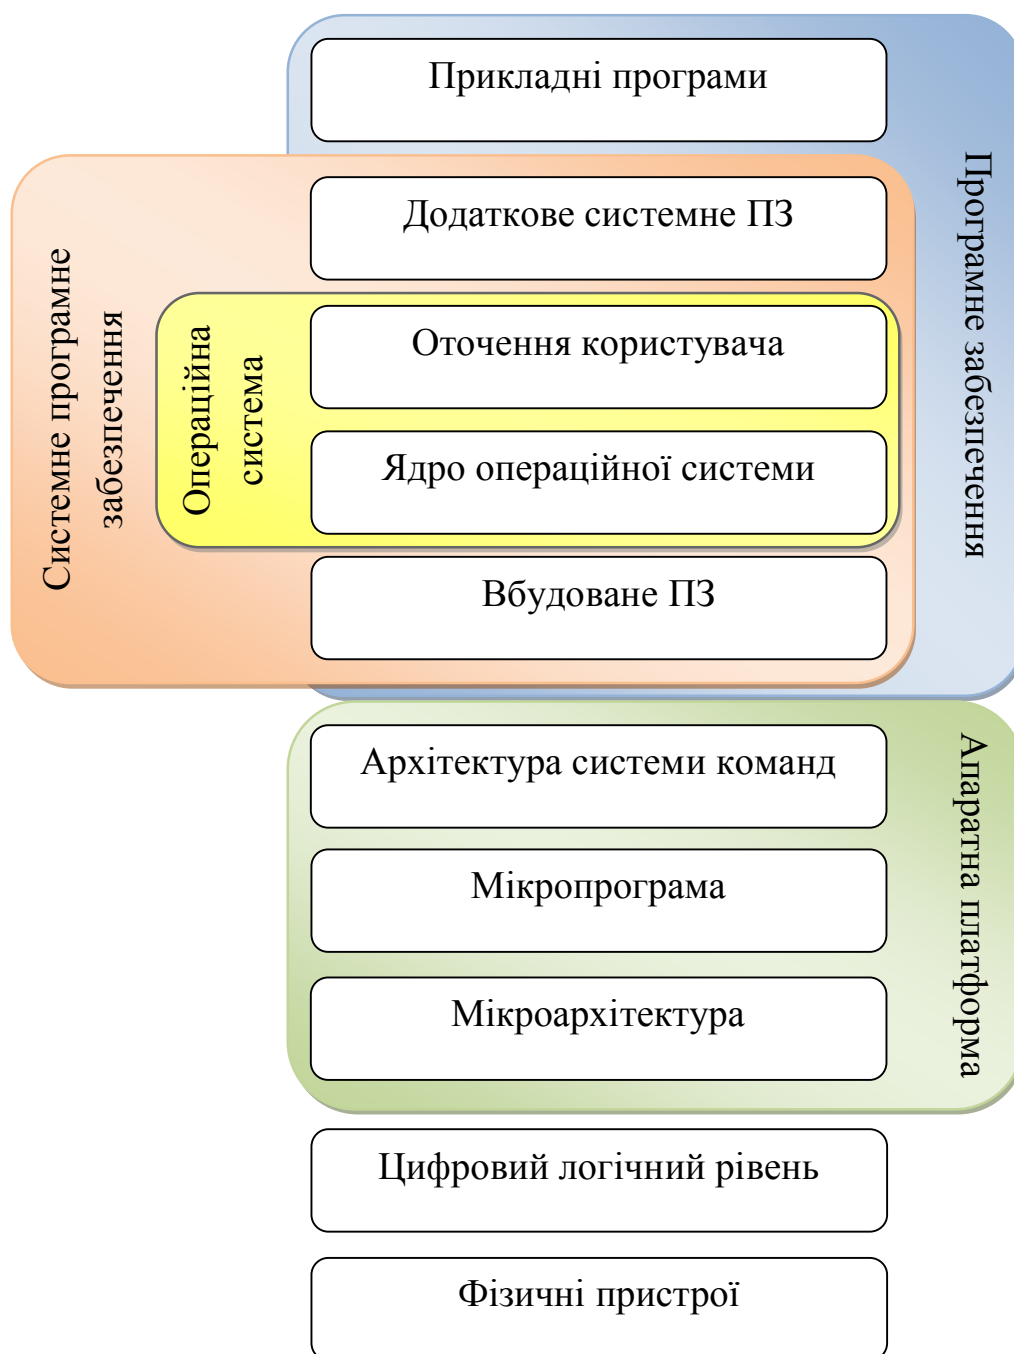 Прикладні програми
Додаткове системне ПЗ
Оточення користувача
Ядро операційної системи
Вбудоване ПЗ
Системне програмне
забезпечення
Операційна
система
Програмне забезпечення
Архітектура системи команд
Мікропрограма
Мікроархітектура
Апаратна платформа
Цифровий логічний рівень
Фізичні пристрої